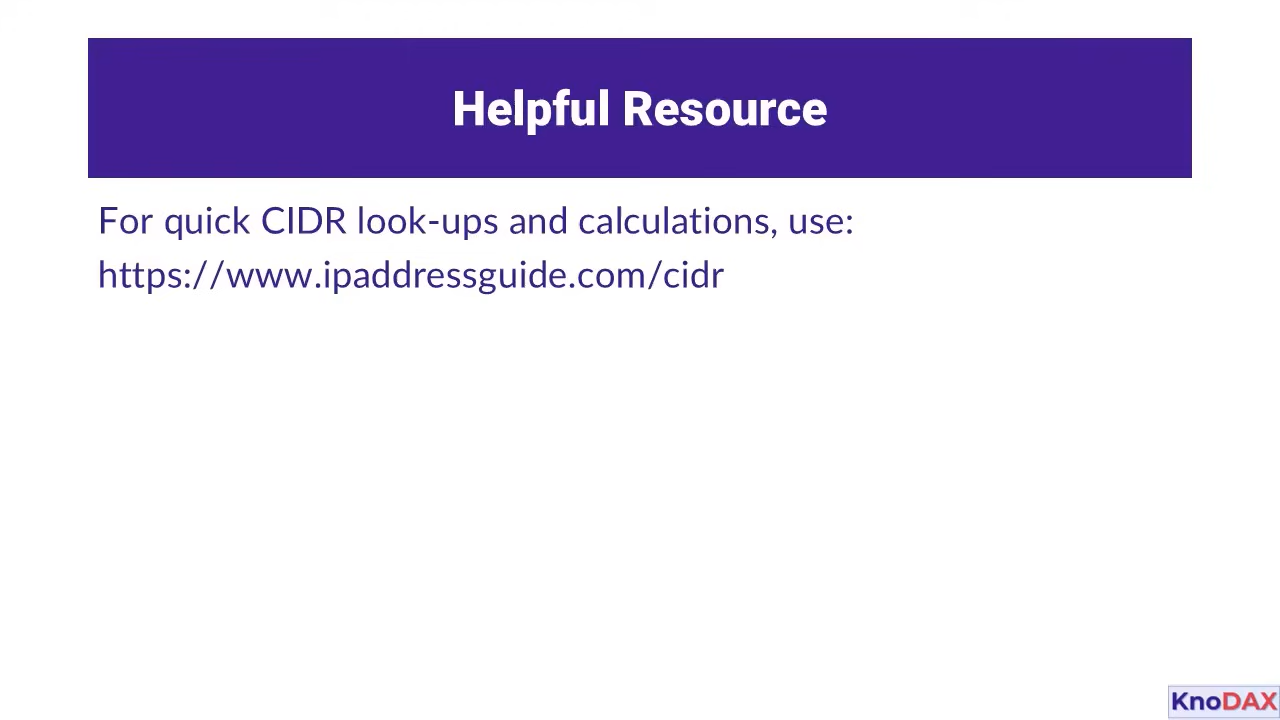 Helpful Resource
For quick CIDR look-ups and calculations, use:
https://www.ipaddressguide.com/cidr
KnoDAX